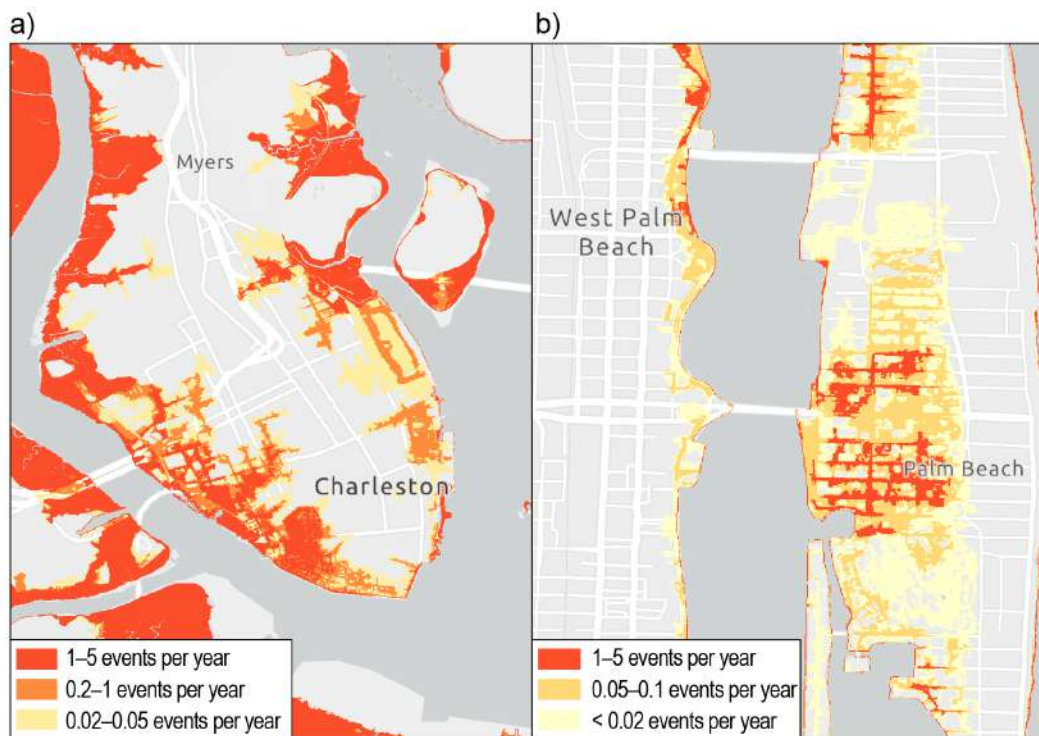 a)
Myers
Charleston
1–5 events per year
0.2–1 events per year
0.02–0.05 events per year
b)
West Palm
Beach
Palm Beach
1–5 events per year
0.05–0.1 events per year
< 0.02 events per year